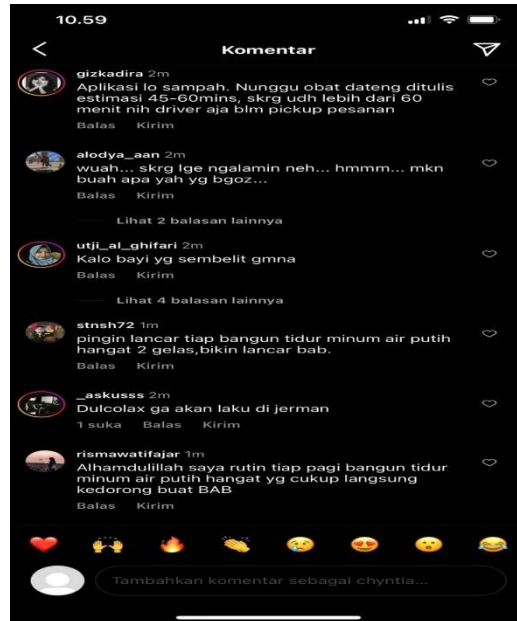 10.59
Komentar
gizkadira 2m
Aplikasi lo sampah. Nunggu obat dateng ditulis
estimasi 45-60mins, skrg udh lebih dari 60
menit nih driver aja blm pickup pesanan
Balas Kirim
alodya_aan 2m
wuah... skrg lge ngalamin neh... hmmm... mkn
buah apa yah yg bgoz...
Balas Kirim
Lihat 2 balasan lainnya
utji_al_ghifari 2m
Kalo bayi yg sembelit gmna
Balas Kirim
Lihat 4 balasan lainnya
stnsh72 1m
pingin lancar tiap bangun tidur minum air putih
hangat 2 gelas,bikin lancar bab.
Balas Kirim
_askusss 2m
Dulcolax ga akan laku di jerman
1 suka Balas Kirim
rismawatifajar 1m
Alhamdulillah saya rutin tiap pagi bangun tidur
minum air putih hangat yg cukup langsung
kedorong buat BAB
Balas Kirim
Tambahkan komentar sebagai chyntia...